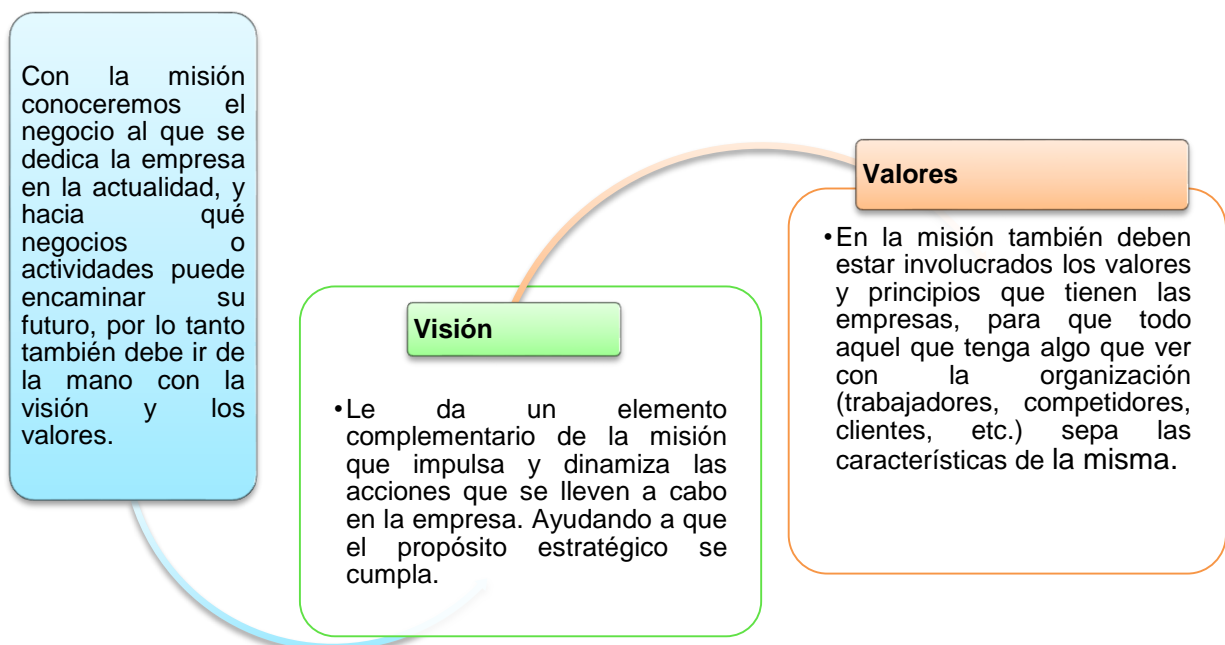 Con la misión
conoceremos el
negocio al que se
dedica la empresa
en la actualidad, y
hacia qué
negocios o
actividades puede
encaminar su
futuro, por lo tanto
también debe ir de
la mano con la
visión y los
valores.
Visión
•Le da un elemento
complementario de la misión
que impulsa y dinamiza las
acciones que se lleven a cabo
en la empresa. Ayudando a que
el propósito estratégico se
cumpla.
Valores
•En la misión también deben
estar involucrados los valores
y principios que tienen las
empresas, para que todo
aquel que tenga algo que ver
con la organización
(trabajadores, competidores,
clientes, etc.) sepa las
características de la misma.